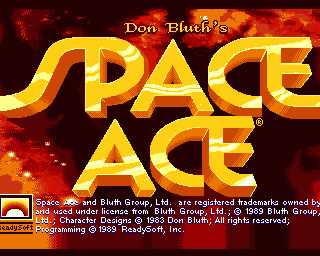 Don Bluth's
SPACE
ACE®
Space Ace and Bluth Group, Ltd. are registered trademarks owned by
and used under license from Bluth Group, Ltd.; © 1989 Bluth Group,
Ltd.; Character Designs © 1983 Don Bluth; All rights reserved;
Programming © 1989 ReadySoft, Inc.
ReadySoft